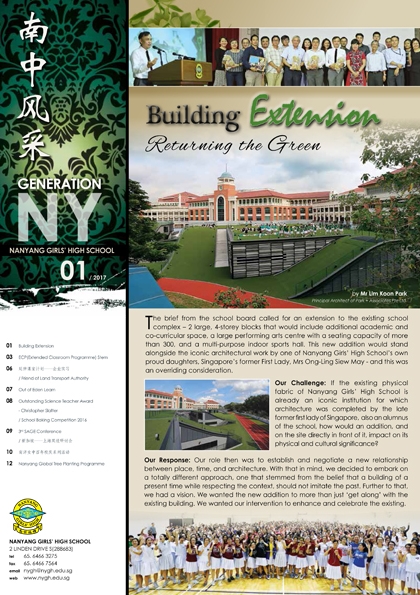 南中风采
GENERATION
NY
NANYANG GIRLS' HIGH SCHOOL
01 / 2017
01 Building Extension
03 ECP(Extended Classroom Programme) Stem
06
/ Friend of Land Transport Authority
07 Out of Basin Learn
08 Outstanding Science Teacher Award
- Christopher Slatter
/ School Baking Competition 2016
09 3rd SAGE Conference
10
12 Nanyang Global Tree Planting Programme
NANYANG GIRLS' HIGH SCHOOL
2 LINDEN DRIVE S(288683)
tel 65. 6466 3275
fax 65. 6466 7564
email nygh@nygh.edu.sg
web www.nygh.edu.sg
Building Extension
Returning the Green
by Mr Lim Koon Park
Principal Architect of Park + Associates Pte Ltd
The brief from the school board called for an extension to the existing school
complex – 2 large, 4-storey blocks that would include additional academic and
co-curricular space, a large performing arts centre with a seating capacity of more
than 300, and a multi-purpose indoor sports hall. This new addition would stand
alongside the iconic architectural work by one of Nanyang Girls' High School's own
proud daughters, Singapore's former First Lady, Mrs Ong-Ling Siew May - and this was
an overriding consideration.
Our Challenge: If the existing physical
fabric of Nanyang Girls' High School is
already an iconic institution for which
architecture was completed by the late
former first lady of Singapore, also an alumnus
of the school, how would an addition, and
on the site directly in front of it, impact on its
physical and cultural significance?
Our Response: Our role then was to establish and negotiate a new relationship
between place, time, and architecture. With that in mind, we decided to embark on
a totally different approach, one that stemmed from the belief that a building of a
present time while respecting the context, should not imitate the past. Further to that,
we had a vision. We wanted the new addition to more than just 'get along' with the
existing building. We wanted our intervention to enhance and celebrate the existing.